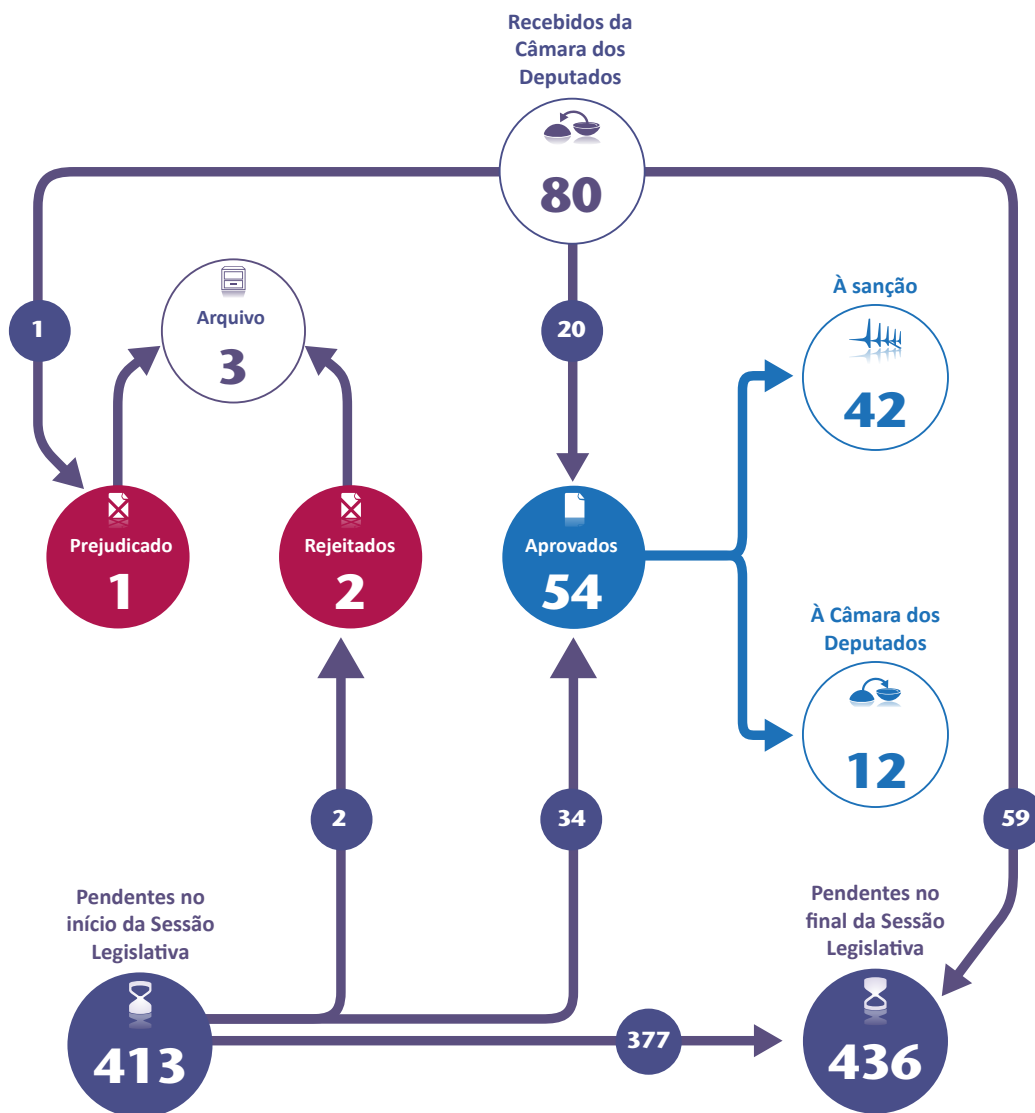 Recebidos da
Câmara dos
Deputados
80
1
Arquivo
3
20
À sanção
42
Prejudicado
1
Rejeitados
2
Aprovados
54
À Câmara dos
Deputados
12
2
34
59
Pendentes no
início da Sessão
Legislativa
413
377
Pendentes no
final da Sessão
Legislativa
436